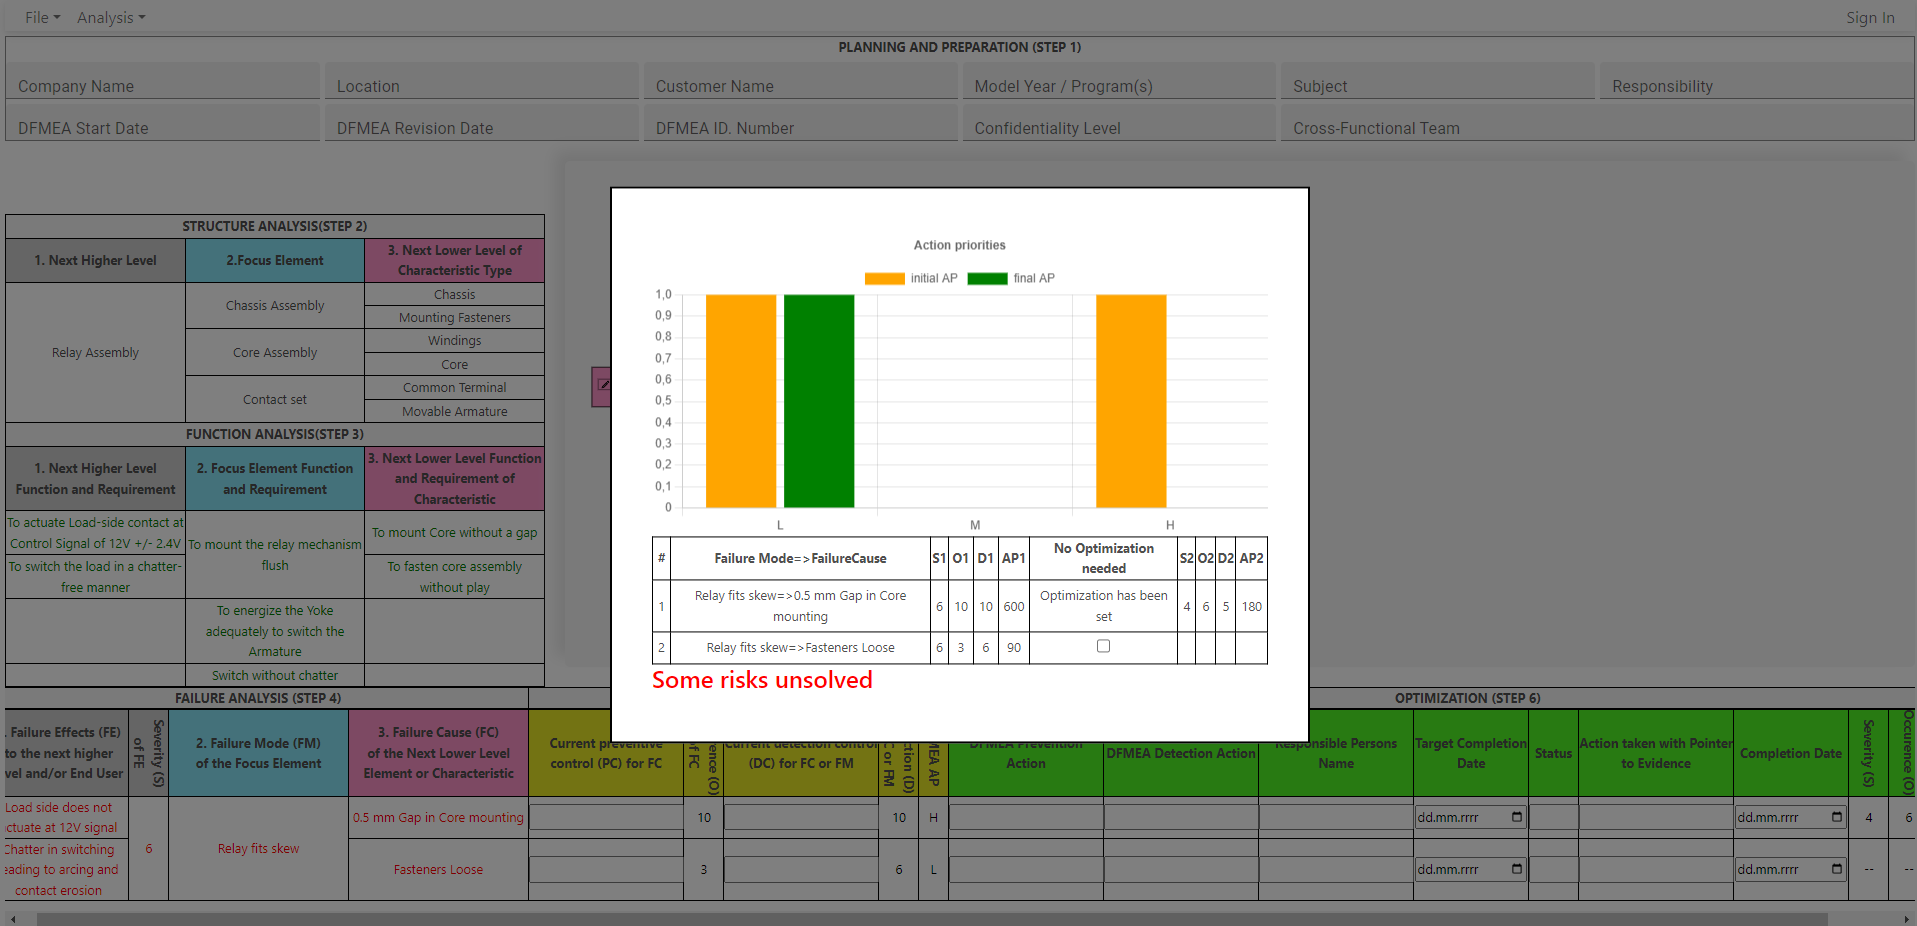 File
Analysis
Sign In
PLANNING AND PREPARATION (STEP 1)
Company Name
Location
Customer Name
Model Year / Program(s)
Subject
Responsibility
DFMEA Start Date
DFMEA Revision Date
DFMEA ID. Number
Confidentiality Level
Cross-Functional Team
STRUCTURE ANALYSIS(STEP 2)
1. Next Higher Level
2.Focus Element
3. Next Lower Level of
Characteristic Type
Relay Assembly
Chassis Assembly
Chassis
Mounting Fasteners
Core Assembly
Windings
Core
Contact set
Common Terminal
Movable Armature
FUNCTION ANALYSIS(STEP 3)
1. Next Higher Level
Function and Requirement
2. Focus Element Function
and Requirement
3. Next Lower Level Function
and Requirement of
Characteristic
To actuate Load-side contact at
Control Signal of 12V +/- 2.4V
To mount the relay mechanism
flush
To mount Core without a gap
To switch the load in a chatter-
free manner
To fasten core assembly
without play
To energize the Yoke
adequately to switch the
Armature
Switch without chatter
Action priorities
initial AP
final AP
1,0
0,9
0,8
0,7
0,6
0,5
0,4
0,3
0,2
0,1
0
L
M
H
# Failure Mode=>FailureCause S1 O1 D1 AP1 No Optimization needed S2 O2 D2 AP2
1 Relay fits skew=>0.5 mm Gap in Core mounting 6 10 10 600 Optimization has been set 4 6 5 180
2 Relay fits skew=>Fasteners Loose 6 3 6 90
Some risks unsolved
FAILURE ANALYSIS (STEP 4)
OPTIMIZATION (STEP 6)
. Failure Effects (FE)
to the next higher
vel and/or End User
Severity (S)
of FE
2. Failure Mode (FM)
of the Focus Element
3. Failure Cause (FC)
of the Next Lower Level
Element or Characteristic
Current preventive
control (PC) for FC
rence (O)
of FC
Current detection control
(DC) for FC or FM
ction (D)
C or FM
MEA AP
DFMEA Prevention
Action
DFMEA Detection Action
Responsible Persons
Name
Target Completion
Date
Status
Action taken with Pointer
to Evidence
Completion Date
Severity (S)
Occurence (O)
Load side does not
ctuate at 12V signal
Chatter in switching
eading to arcing and
contact erosion
6
Relay fits skew
0.5 mm Gap in Core mounting
10
10
H
dd.mm.rrrr
dd.mm.rrrr
4
6
Fasteners Loose
3
6
L
dd.mm.rrrr
dd.mm.rrrr
--
--